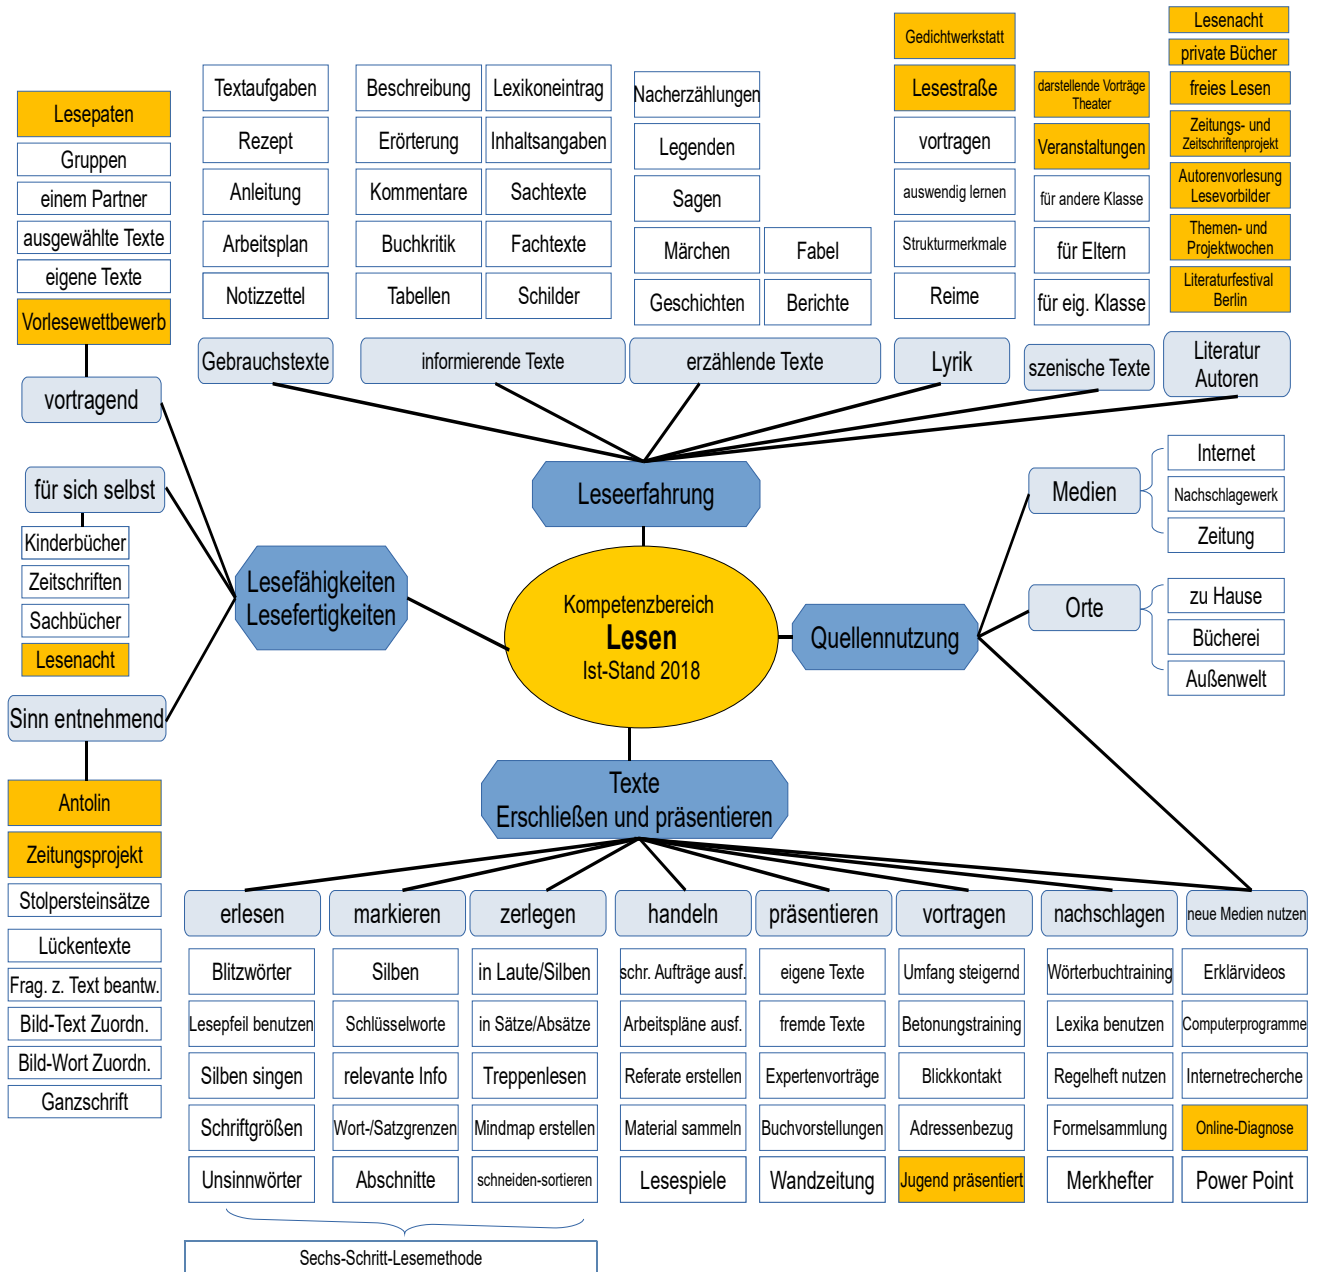 Lesepaten
Gruppen
einem Partner
ausgewählte Texte
eigene Texte
Vorlesewettbewerb
vortragend
für sich selbst
Kinderbücher
Zeitschriften
Sachbücher
Lesenacht
Sinn entnehmend
Antolin
Zeitungsprojekt
Stolpersteinsätze
Lückentexte
Frag. z. Text beantw.
Bild-Text Zuordn.
Bild-Wort Zuordn.
Ganzschrift
Lesefähigkeiten
Lesefertigkeiten
Textaufgaben
Rezept
Anleitung
Arbeitsplan
Notizzettel
Gebrauchstexte
Beschreibung
Erörterung
Kommentare
Buchkritik
Tabellen
Lexikoneintrag
Inhaltsangaben
Sachtexte
Fachtexte
Schilder
informierende Texte
Nacherzählungen
Legenden
Sagen
Märchen
Geschichten
Fabel
Berichte
erzählende Texte
Gedichtwerkstatt
Lesestraße
vortragen
auswendig lernen
Strukturmerkmale
Reime
Lyrik
darstellende Vorträge
Theater
Veranstaltungen
für andere Klasse
für Eltern
für eig. Klasse
szenische Texte
Lesenacht
private Bücher
freies Lesen
Zeitungs- und
Zeitschriftenprojekt
Autorenvorlesung
Lesevorbilder
Themen- und
Projektwochen
Literaturfestival
Berlin
Literatur
Autoren
Leseerfahrung
Kompetenzbereich
Lesen
Ist-Stand 2018
Quellennutzung
Medien
Internet
Nachschlagewerk
Zeitung
Orte
zu Hause
Bücherei
Außenwelt
Texte
Erschließen und präsentieren
erlesen
Blitzwörter
Lesepfeil benutzen
Silben singen
Schriftgrößen
Unsinnwörter
markieren
Silben
Schlüsselworte
relevante Info
Wort-/Satzgrenzen
Abschnitte
zerlegen
in Laute/Silben
in Sätze/Absätze
Treppenlesen
Mindmap erstellen
schneiden-sortieren
handeln
schr. Aufträge ausf.
Arbeitspläne ausf.
Referate erstellen
Material sammeln
Lesespiele
präsentieren
eigene Texte
fremde Texte
Expertenvorträge
Buchvorstellungen
Wandzeitung
vortragen
Umfang steigernd
Betonungstraining
Blickkontakt
Adressenbezug
Jugend präsentiert
nachschlagen
Wörterbuchtraining
Lexika benutzen
Regelheft nutzen
Formelsammlung
Merkhefter
neue Medien nutzen
Erklärvideos
Computerprogramme
Internetrecherche
Online-Diagnose
Power Point
Sechs-Schritt-Lesemethode